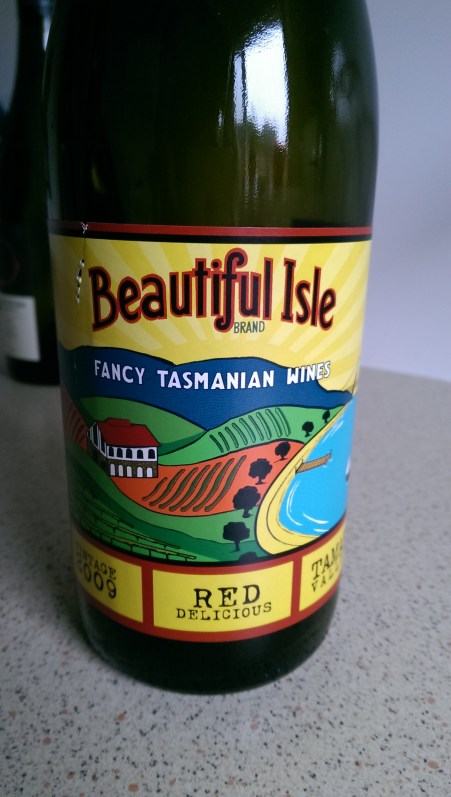 Beautiful Isle
BRAND
FANCY TASMANIAN WINES
2009
RED
DELICIOUS